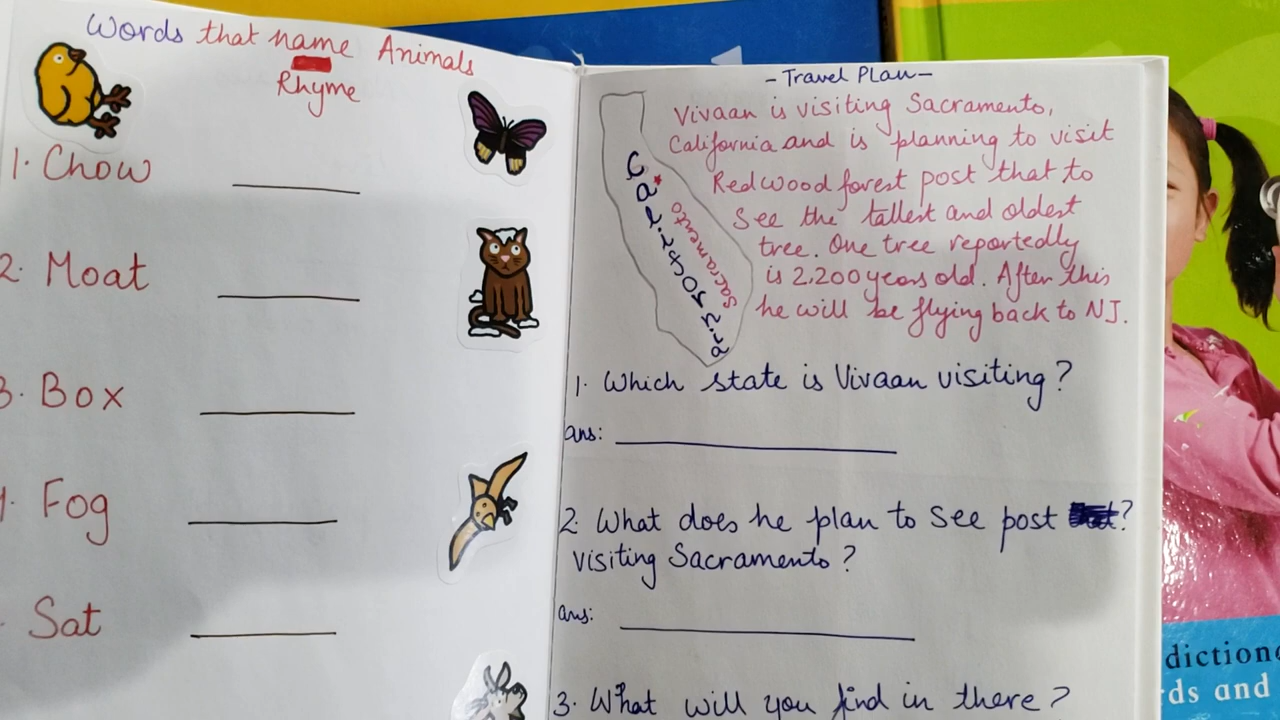 Words that name Animals
Rhyme
1. Chow
2. Moat
3. Box
Fog
Sat
- Travel Plan -
Vivaan is visiting Sacramento,
California and is planning to visit
Redwood forest post that to
see the tallest and oldest
tree. One tree reportedly
is 2,200 years old. After this
he will be flying back to NJ.
California
Sacramento
1. Which state is Vivaan visiting?
ans:
2. What does he plan to see post ?
visiting Sacramento?
ans:
3. What will you find in there?
diction
ds and